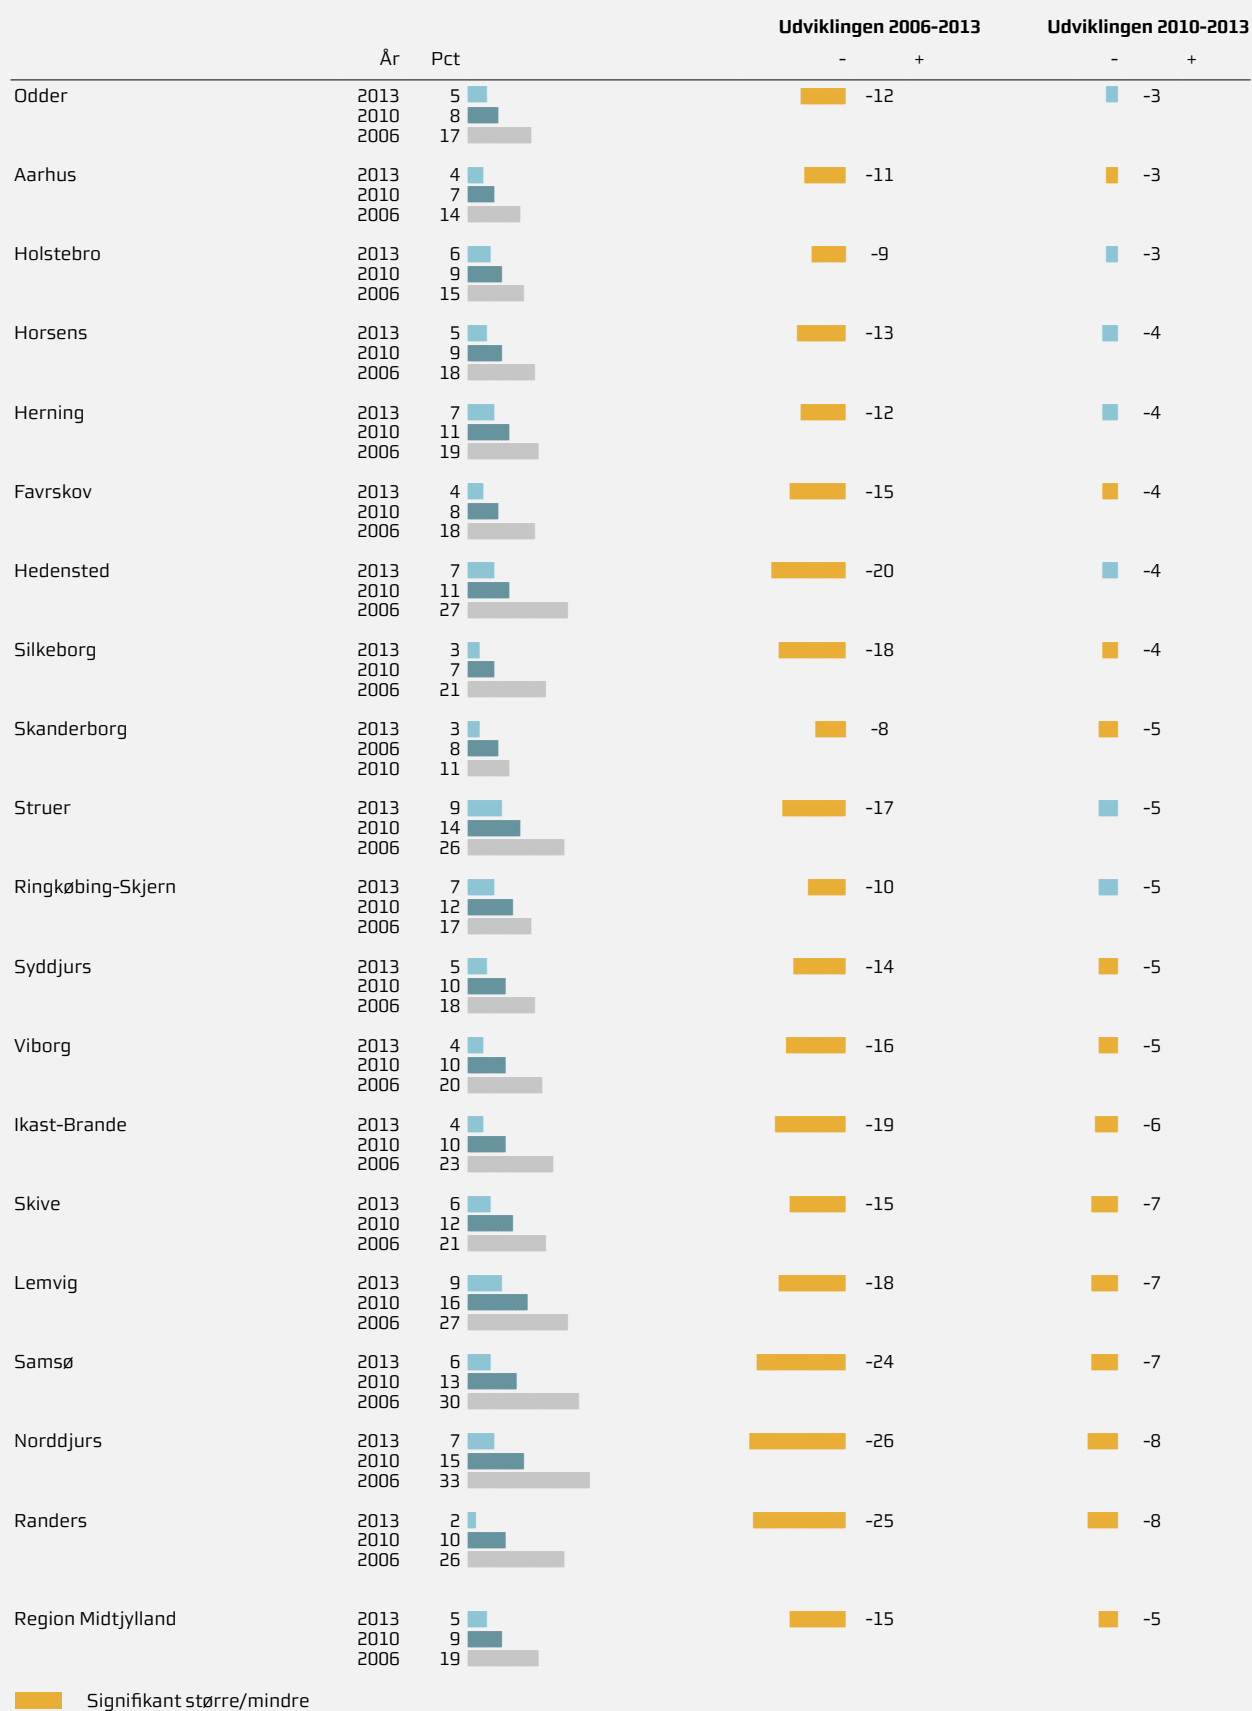 Udviklingen 2006-2013 Udviklingen 2010-2013
År Pct - + - +
Odder 2013 5 -12 -3
2010 8
2006 17
Aarhus 2013 4 -11 -3
2010 7
2006 14
Holstebro 2013 6 -9 -3
2010 9
2006 15
Horsens 2013 5 -13 -4
2010 9
2006 18
Herning 2013 7 -12 -4
2010 11
2006 19
Favrskov 2013 4 -15 -4
2010 8
2006 18
Hedensted 2013 7 -20 -4
2010 11
2006 27
Silkeborg 2013 3 -18 -4
2010 7
2006 21
Skanderborg 2013 3 -8 -5
2006 8
2010 11
Struer 2013 9 -17 -5
2010 14
2006 26
Ringkøbing-Skjern 2013 7 -10 -5
2010 12
2006 17
Syddjurs 2013 5 -14 -5
2010 10
2006 18
Viborg 2013 4 -16 -5
2010 10
2006 20
Ikast-Brande 2013 4 -19 -6
2010 10
2006 23
Skive 2013 6 -15 -7
2010 12
2006 21
Lemvig 2013 9 -18 -7
2010 16
2006 27
Samsø 2013 6 -24 -7
2010 13
2006 30
Norddjurs 2013 7 -26 -8
2010 15
2006 33
Randers 2013 2 -25 -8
2010 10
2006 26
Region Midtjylland 2013 5 -15 -5
2010 9
2006 19
Signifikant større/mindre